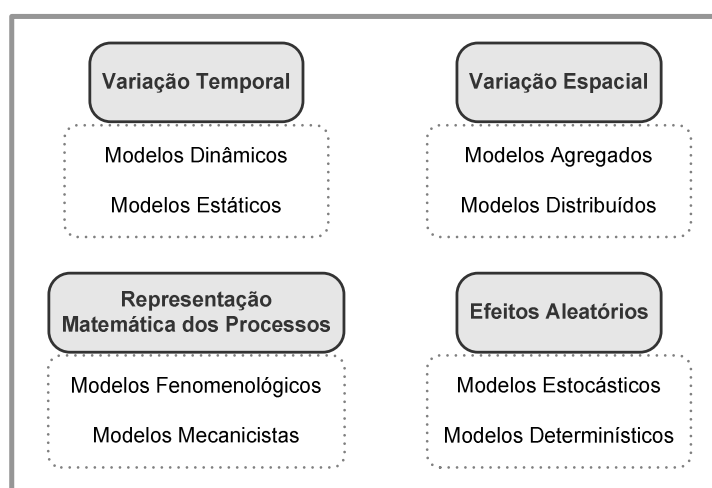 Variação Temporal
Modelos Dinâmicos
Modelos Estáticos
Variação Espacial
Modelos Agregados
Modelos Distribuídos
Representação
Matemática dos Processos
Modelos Fenomenológicos
Modelos Mecanicistas
Efeitos Aleatórios
Modelos Estocásticos
Modelos Determinísticos